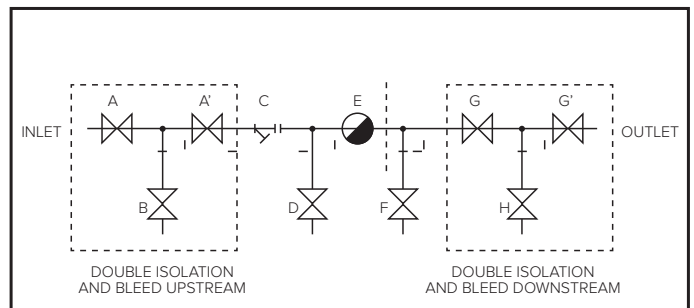 A A' C E G G'
INLET OUTLET
B D F H
DOUBLE ISOLATION
AND BLEED UPSTREAM
DOUBLE ISOLATION
AND BLEED DOWNSTREAM